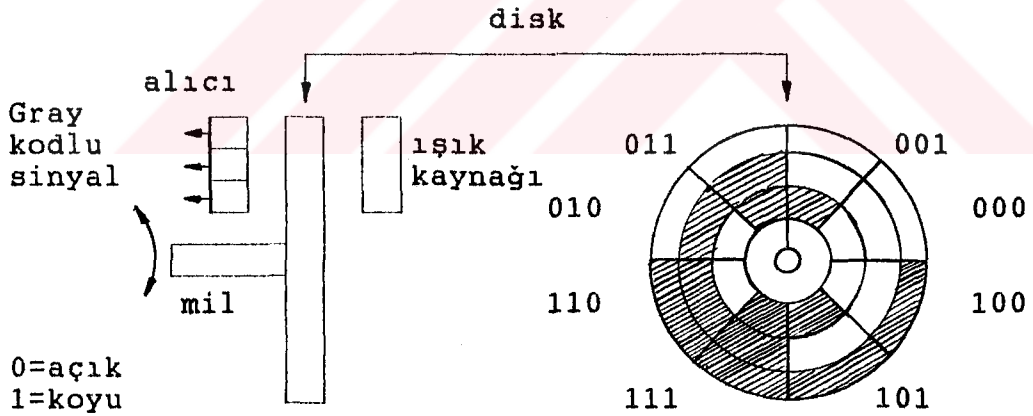 disk
alıcı
Gray
kodlu
sinyal
ışık
kaynağı
mil
0=açık
1=koyu
011
001
010
000
110
100
111
101